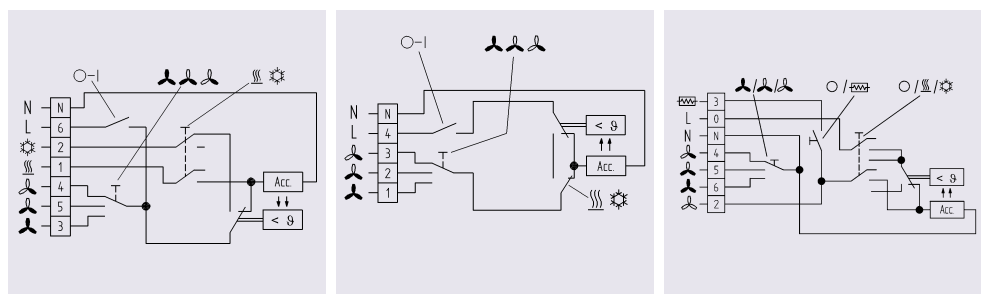 O-I
N N
L 6
2
1
4
5
3
Acc.
< ϑ
O-I
N N
L 4
3
2
1
< ϑ
Acc.
/ / O / O / /
3
L 0
N N
4
5
6
2
< ϑ
Acc.